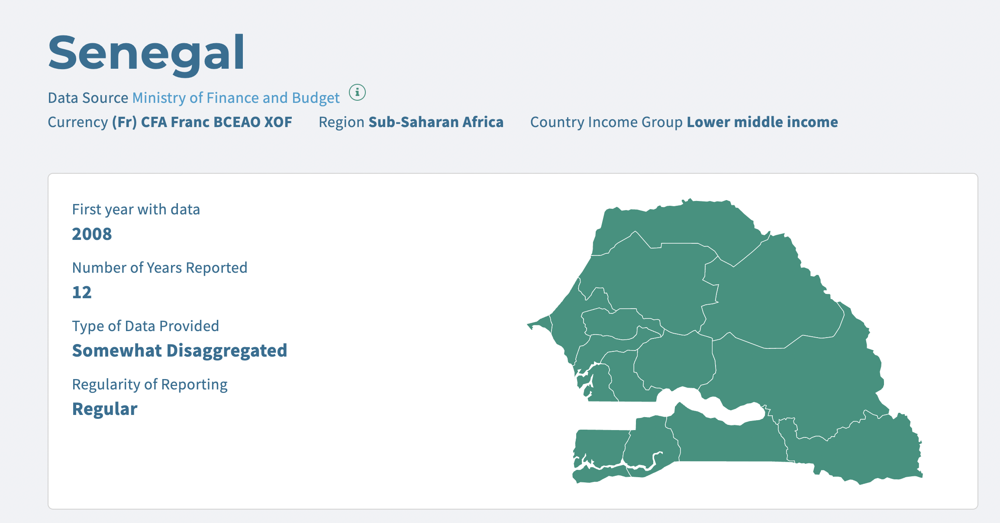 Senegal
Data Source Ministry of Finance and Budget
Currency (Fr) CFA Franc BCEAO XOF Region Sub-Saharan Africa Country Income Group Lower middle income
First year with data
2008
Number of Years Reported
12
Type of Data Provided
Somewhat Disaggregated
Regularity of Reporting
Regular